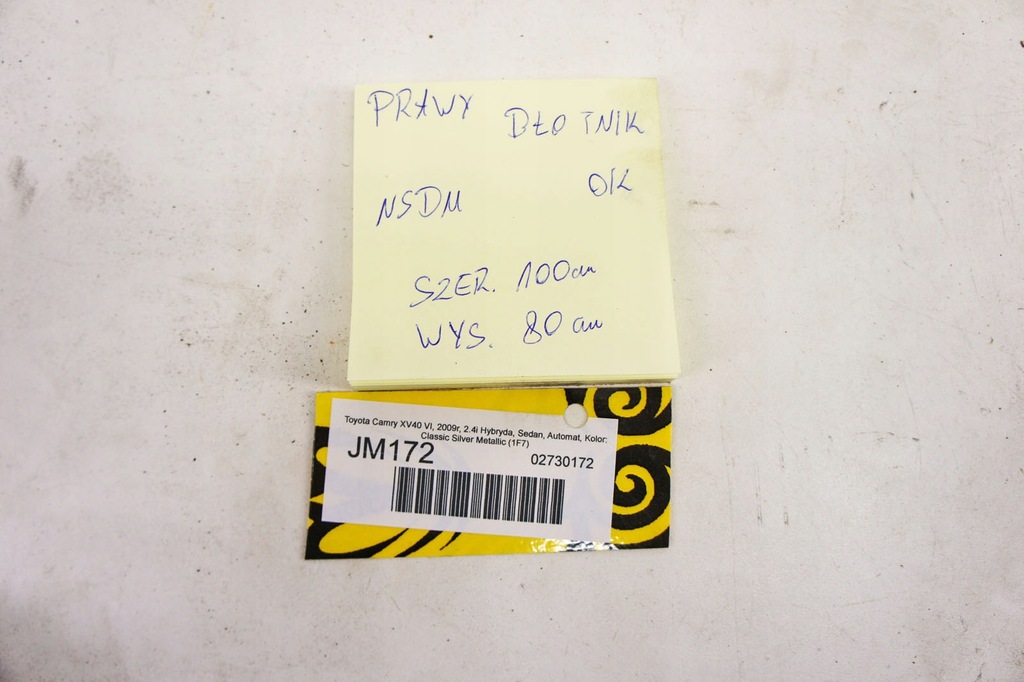 PRAWY BŁOTNIK
NSDM OK
SZER. 100cm
WYS. 80cm
Toyota Camry XV40 VI, 2009r, 2.4i Hybryda, Sedan, Automat, Kolor:
Classic Silver Metallic (1F7)
JM172 02730172